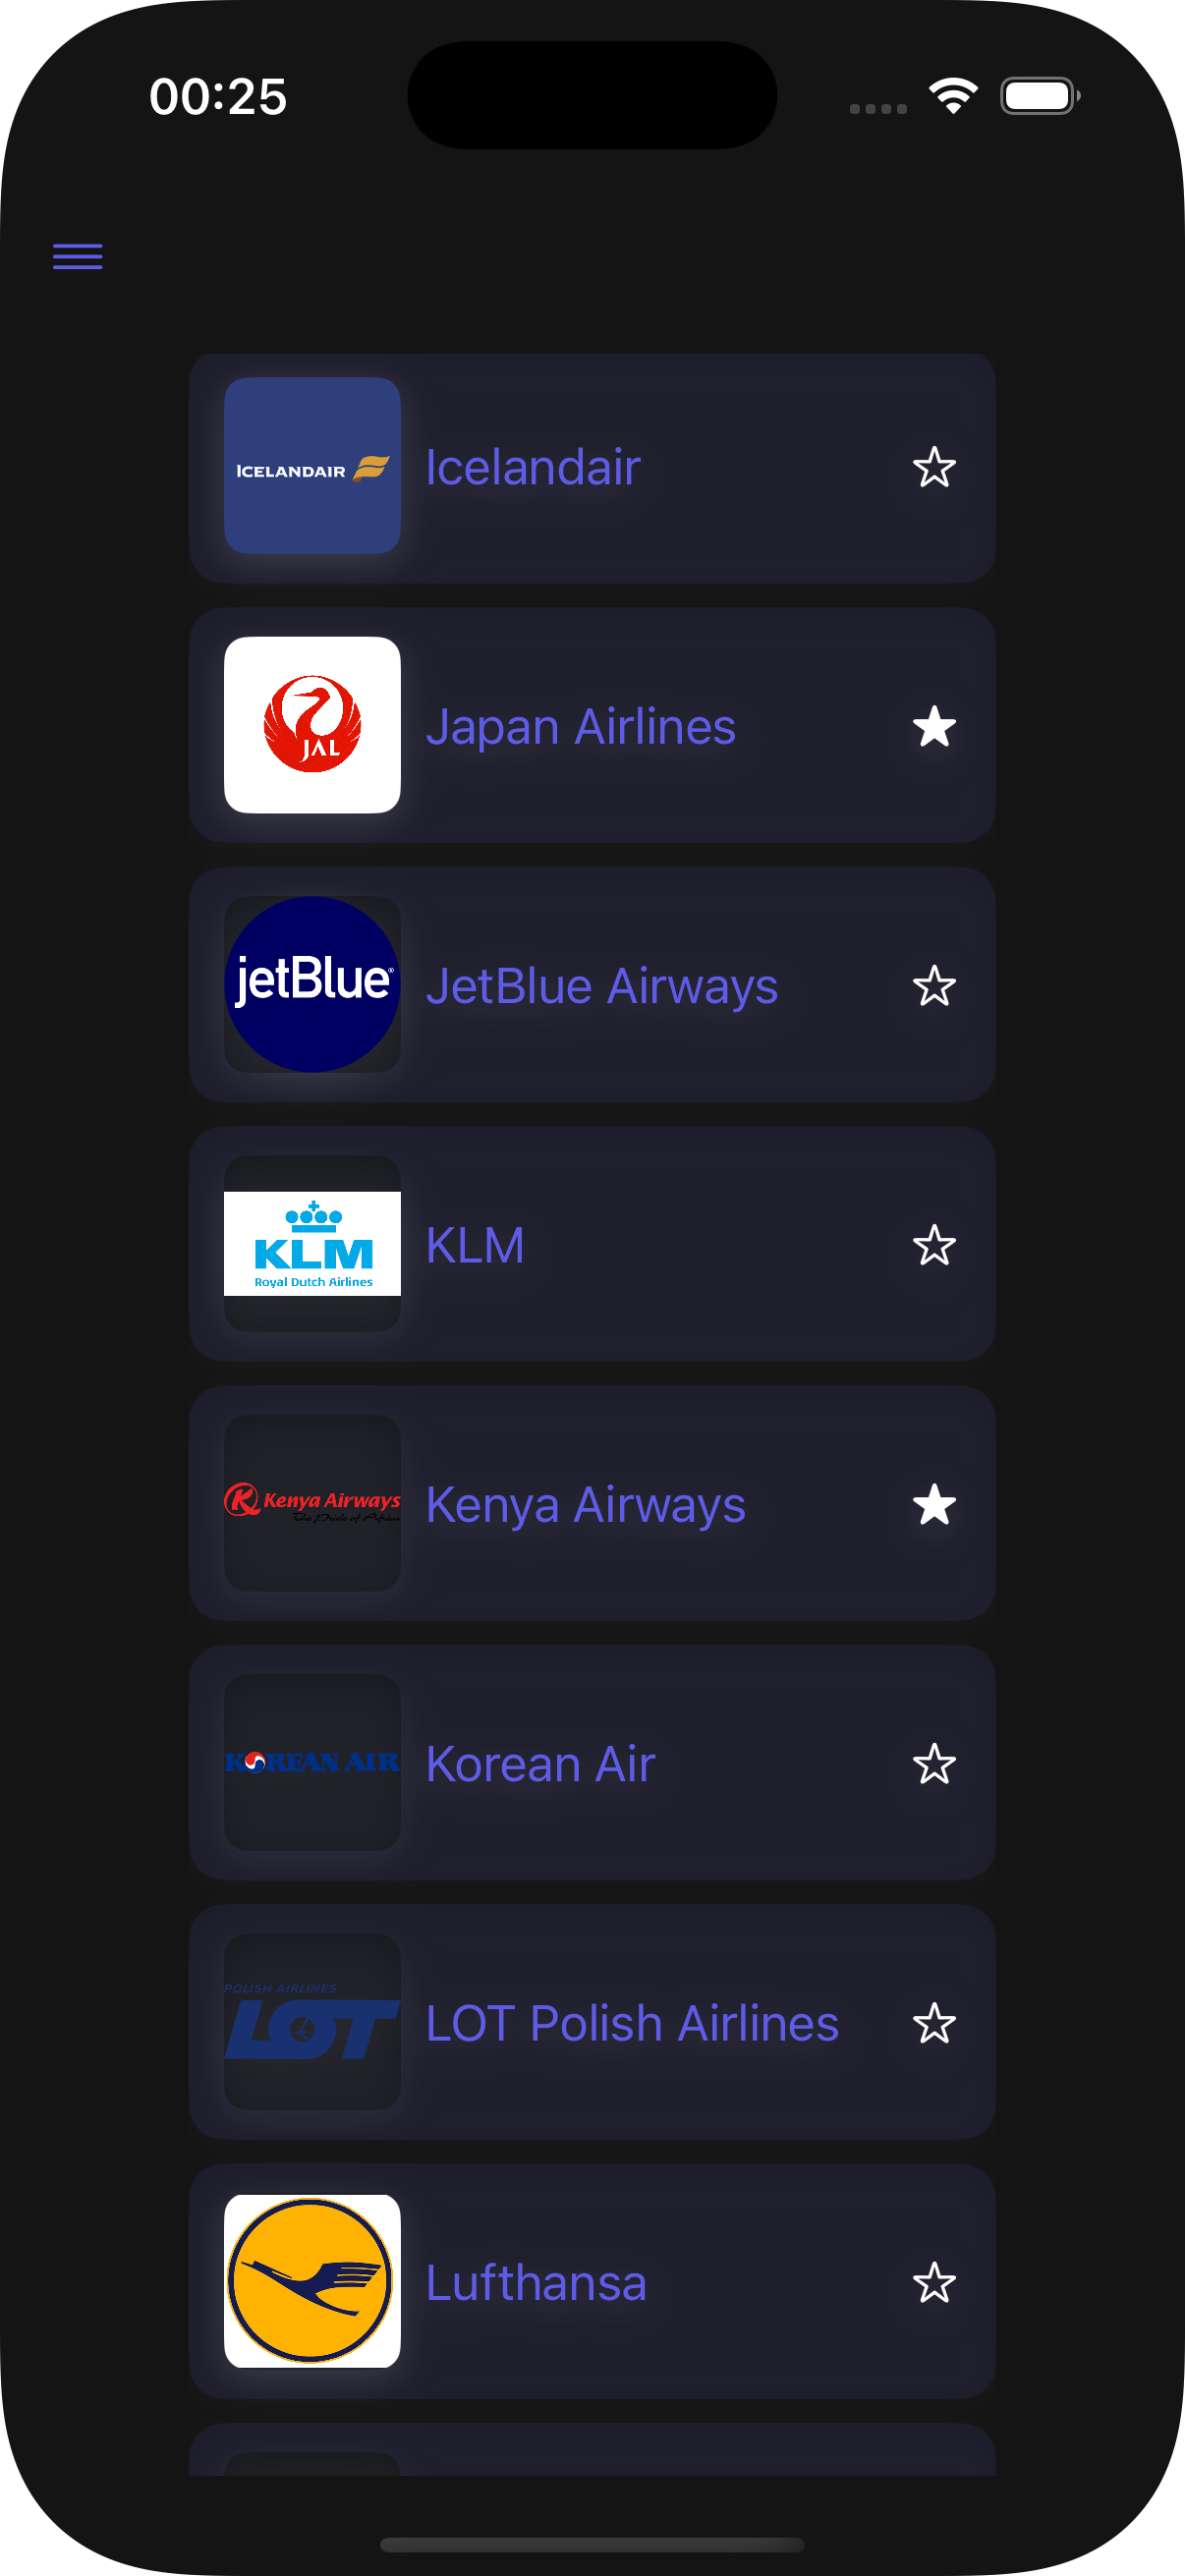 00:25
ICELANDAIR
Icelandair
JAL
Japan Airlines
jetBlue®
JetBlue Airways
KLM
Royal Dutch Airlines
KLM
Kenya Airways
The Pride of Africa
Kenya Airways
KOREAN AIR
Korean Air
POLISH AIRLINES
LOT
LOT Polish Airlines
Lufthansa